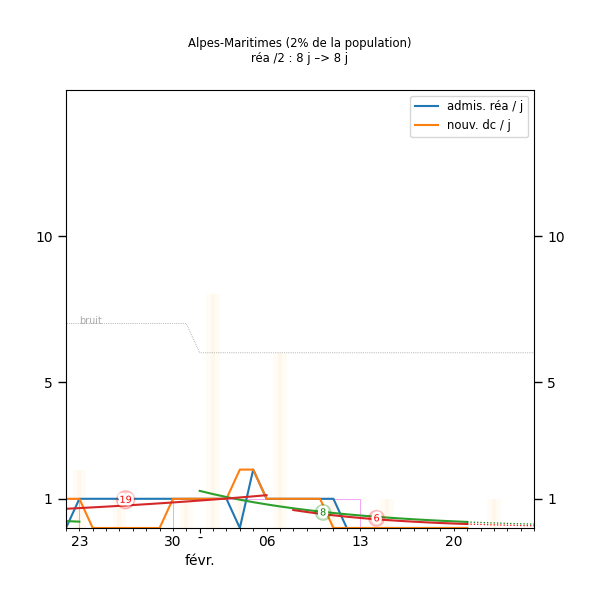 Alpes-Maritimes (2% de la population)
réa /2 : 8 j –> 8 j
admis. réa / j
nouv. dc / j
10
10
bruit
5
5
19
1
1
8
6
23
30
-
06
13
20
févr.